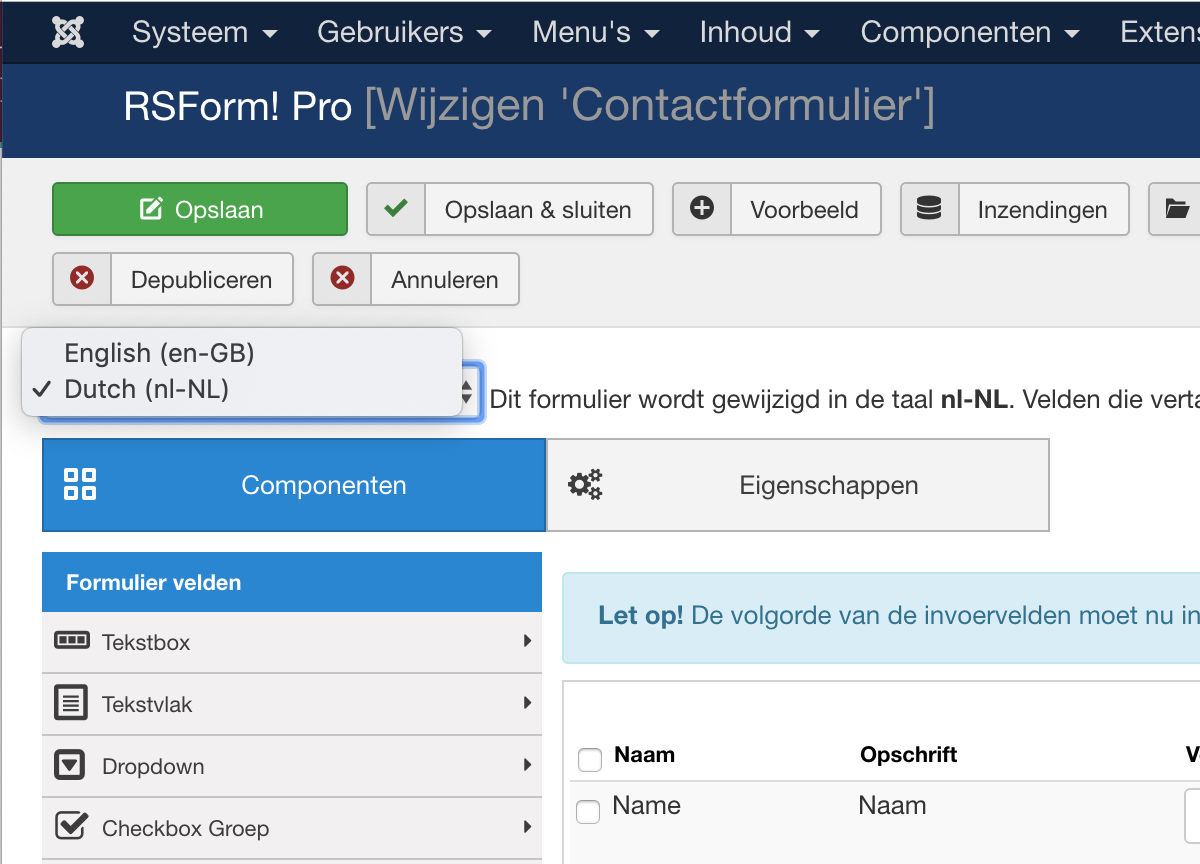 Systeem Gebruikers Menu's Inhoud Componenten
RSForm! Pro [Wijzigen 'Contactformulier']
Opslaan Opslaan & sluiten Voorbeeld Inzendingen
Depubliceren Annuleren
English (en-GB)
Dutch (nl-NL)
Dit formulier wordt gewijzigd in de taal nl-NL. Velden die
Componenten Eigenschappen
Formulier velden
Let op! De volgorde van de invoervelden moet nu in
Tekstbox
Tekstvlak
Dropdown
Checkbox Groep
Naam Opschrift
Name Naam